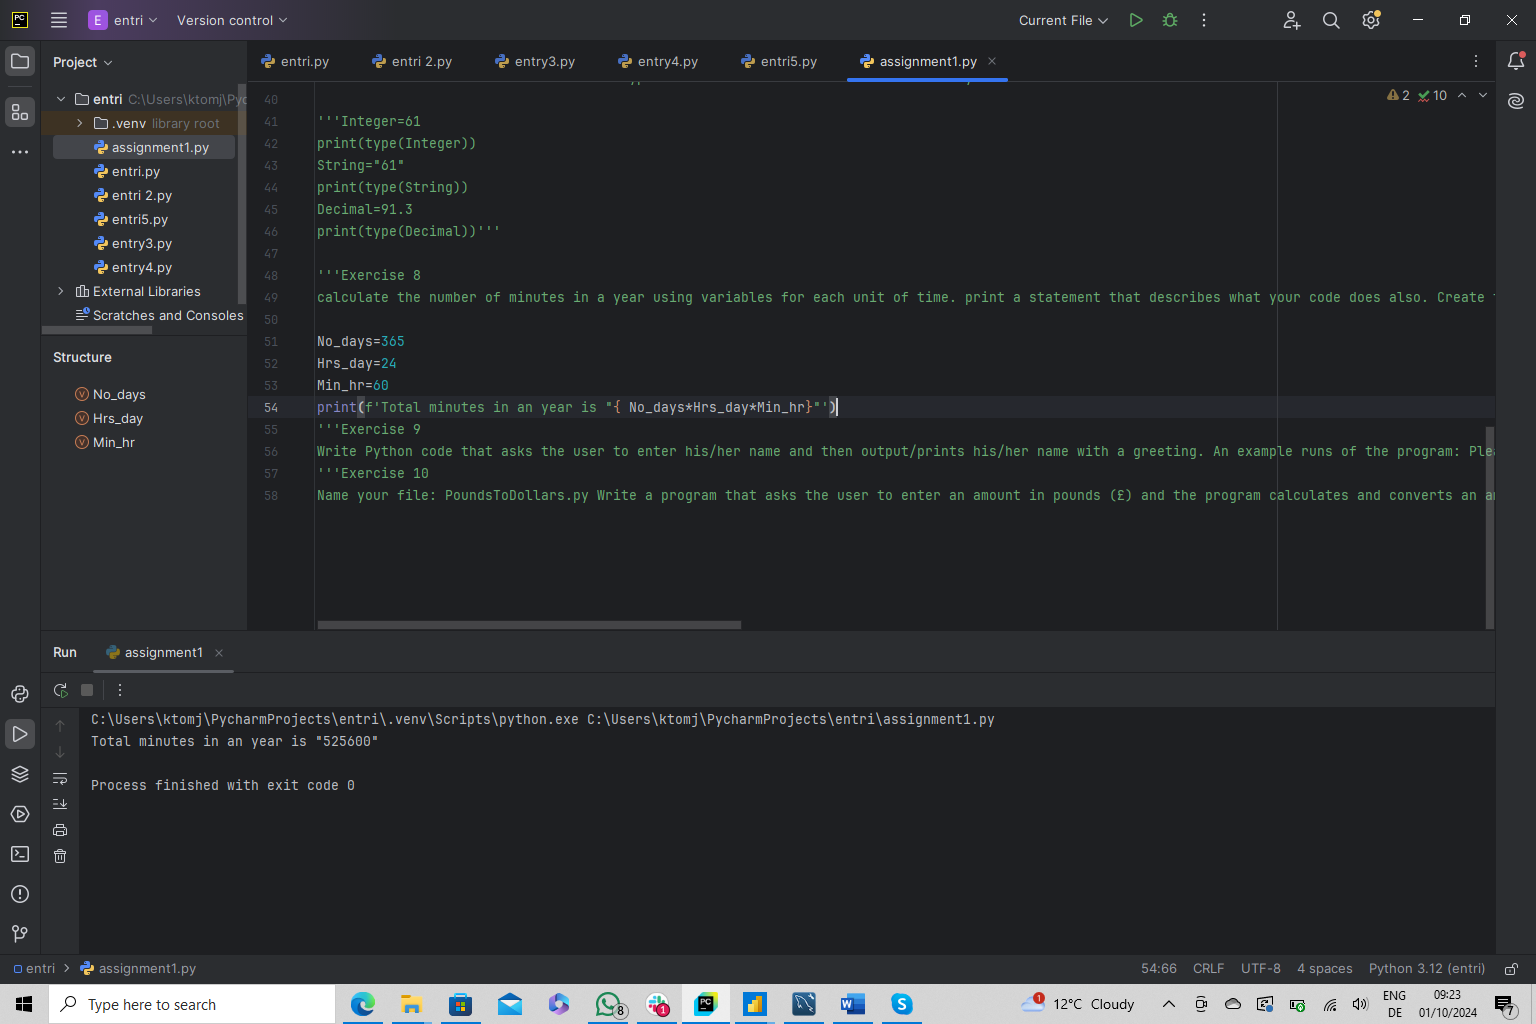 PC
E
entri
Version control
Current File
Project
entri.py
entri 2.py
entry3.py
entry4.py
entri5.py
assignment1.py
entri C:\Users\ktomj\Pyc
.venv library root
assignment1.py
entri.py
entri 2.py
entri5.py
entry3.py
entry4.py
External Libraries
Scratches and Consoles
Structure
No_days
Hrs_day
Min_hr
2 10
40
41 '''Integer=61
42 print(type(Integer))
43 String="61"
44 print(type(String))
45 Decimal=91.3
46 print(type(Decimal))'''
47
48 '''Exercise 8
49 calculate the number of minutes in a year using variables for each unit of time. print a statement that describes what your code does also. Create
50
51 No_days=365
52 Hrs_day=24
53 Min_hr=60
54 print(f'Total minutes in an year is "{ No_days*Hrs_day*Min_hr}"')
55 '''Exercise 9
56 Write Python code that asks the user to enter his/her name and then output/prints his/her name with a greeting. An example runs of the program: Plea
57 '''Exercise 10
58 Name your file: PoundsToDollars.py Write a program that asks the user to enter an amount in pounds (£) and the program calculates and converts an
Run
assignment1
C:\Users\ktomj\PycharmProjects\entri\.venv\Scripts\python.exe C:\Users\ktomj\PycharmProjects\entri\assignment1.py
Total minutes in an year is "525600"
Process finished with exit code 0
entri
assignment1.py
54:66 CRLF UTF-8 4 spaces Python 3.12 (entri)
Type here to search
8
1
PC
W
S
1
12°C Cloudy
ENG
DE
09:23
01/10/2024
7